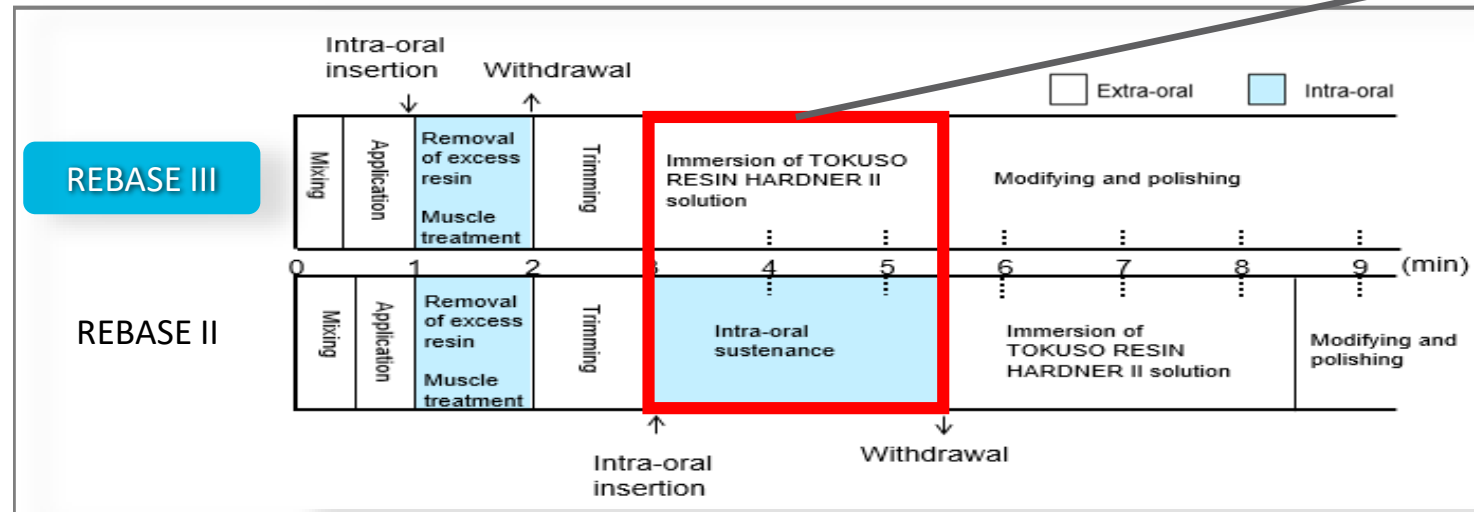 Intra-oral
insertion
Withdrawal
Extra-oral
Intra-oral
REBASE III
Mixing
Application
Removal
of excess
resin
Muscle
treatment
Trimming
Immersion of TOKUSO
RESIN HARDNER II
solution
Modifying and polishing
0 1 2 3 4 5 6 7 8 9 (min)
REBASE II
Mixing
Application
Removal
of excess
resin
Muscle
treatment
Trimming
Intra-oral
sustenance
Immersion of
TOKUSO RESIN
HARDNER II solution
Modifying and
polishing
Intra-oral
insertion
Withdrawal